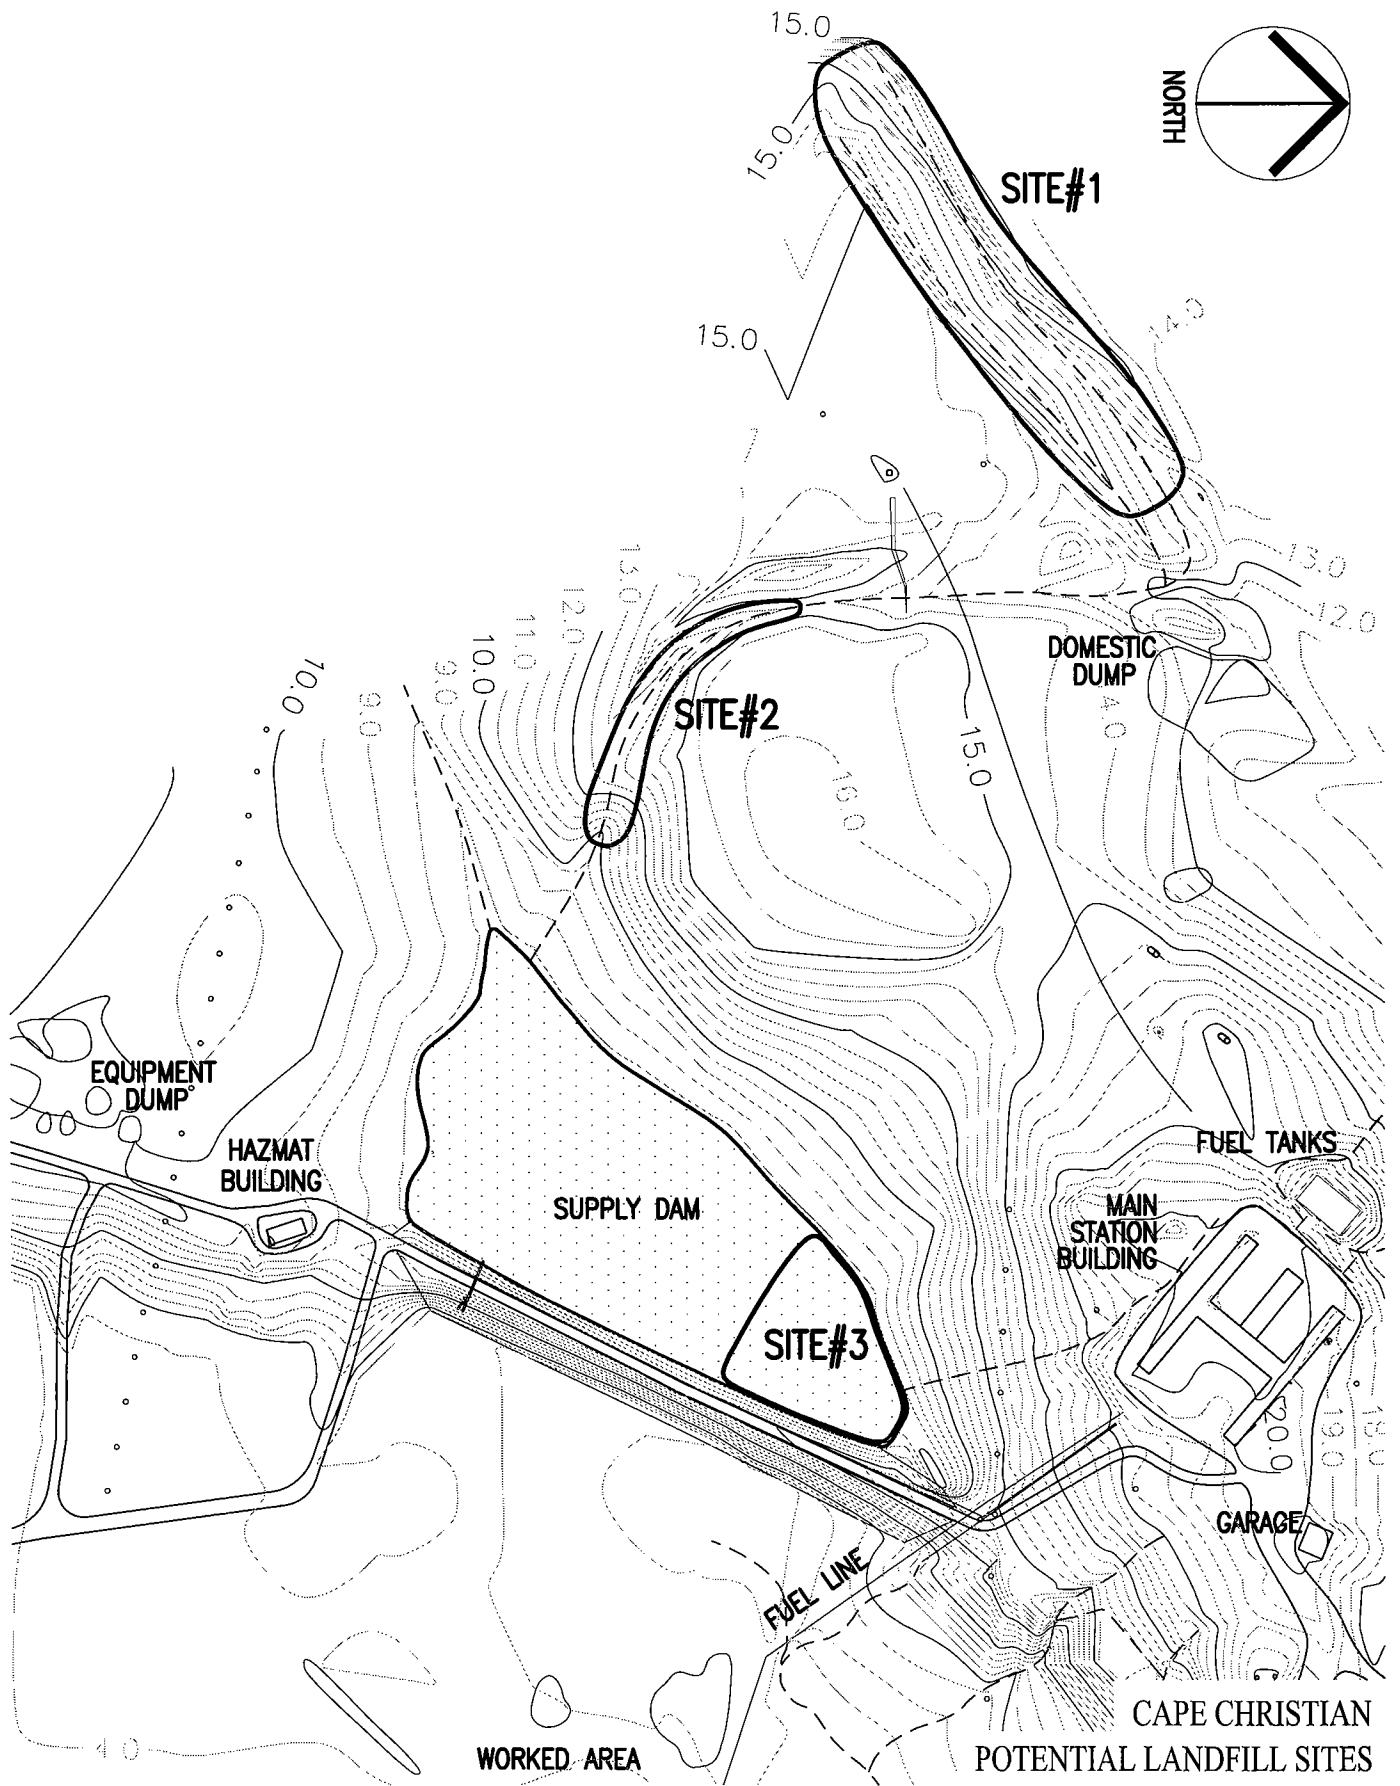 15.0
NORTH
15.0
SITE#1
14.0
15.0
13.0
13.0
12.0
12.0
11.0
10.0
9.0
DOMESTIC
DUMP
10.0
9.0
SITE#2
15.0
16.0
EQUIPMENT
DUMP
HAZMAT
BUILDING
FUEL TANKS
SUPPLY DAM
MAIN
STATION
BUILDING
SITE#3
20.0
19.0
GARAGE
FUEL LINE
4.0
WORKED AREA
CAPE CHRISTIAN
POTENTIAL LANDFILL SITES